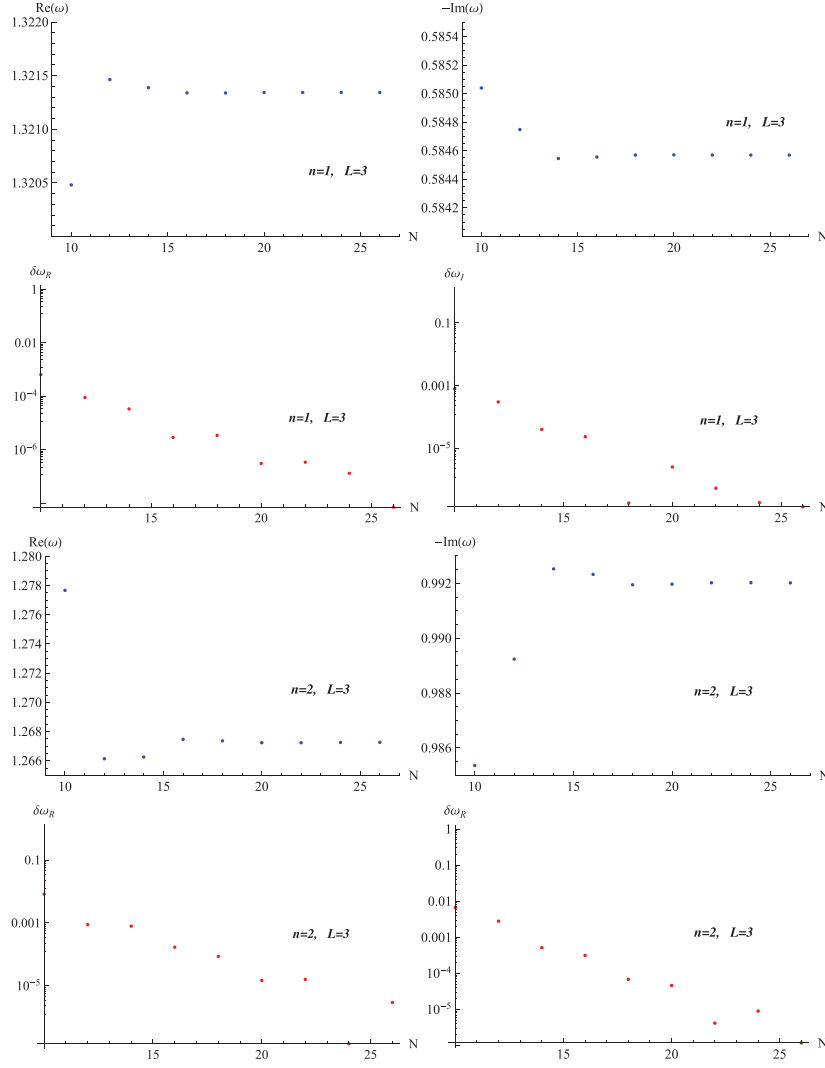 Re(ω)
1.3220
1.3215
1.3210
1.3205
n=1, L=3
10 15 20 25 N
−Im(ω)
0.5854
0.5852
0.5850
0.5848
0.5846
0.5844
0.5842
n=1, L=3
10 15 20 25 N
δω_R
1
0.01
10^-4
10^-6
n=1, L=3
15 20 25 N
δω_I
0.1
0.001
10^-5
n=1, L=3
15 20 25 N
Re(ω)
1.280
1.278
1.276
1.274
1.272
1.270
1.268
1.266
n=2, L=3
10 15 20 25 N
−Im(ω)
0.992
0.990
0.988
0.986
n=2, L=3
10 15 20 25 N
δω_R
0.1
0.001
10^-5
n=2, L=3
15 20 25 N
δω_R
1
0.1
0.01
0.001
10^-4
10^-5
n=2, L=3
15 20 25 N